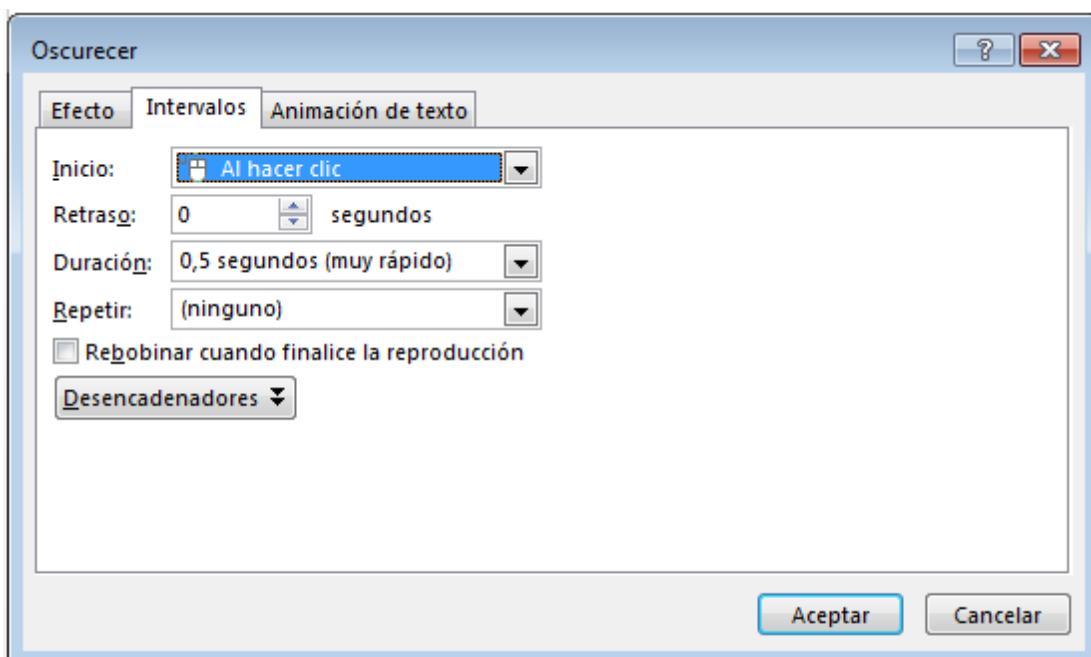 Oscurecer
Efecto Intervalos Animación de texto
Inicio: Al hacer clic
Retraso: 0 segundos
Duración: 0,5 segundos (muy rápido)
Repetir: (ninguno)
Rebobinar cuando finalice la reproducción
Desencadenadores
Aceptar Cancelar